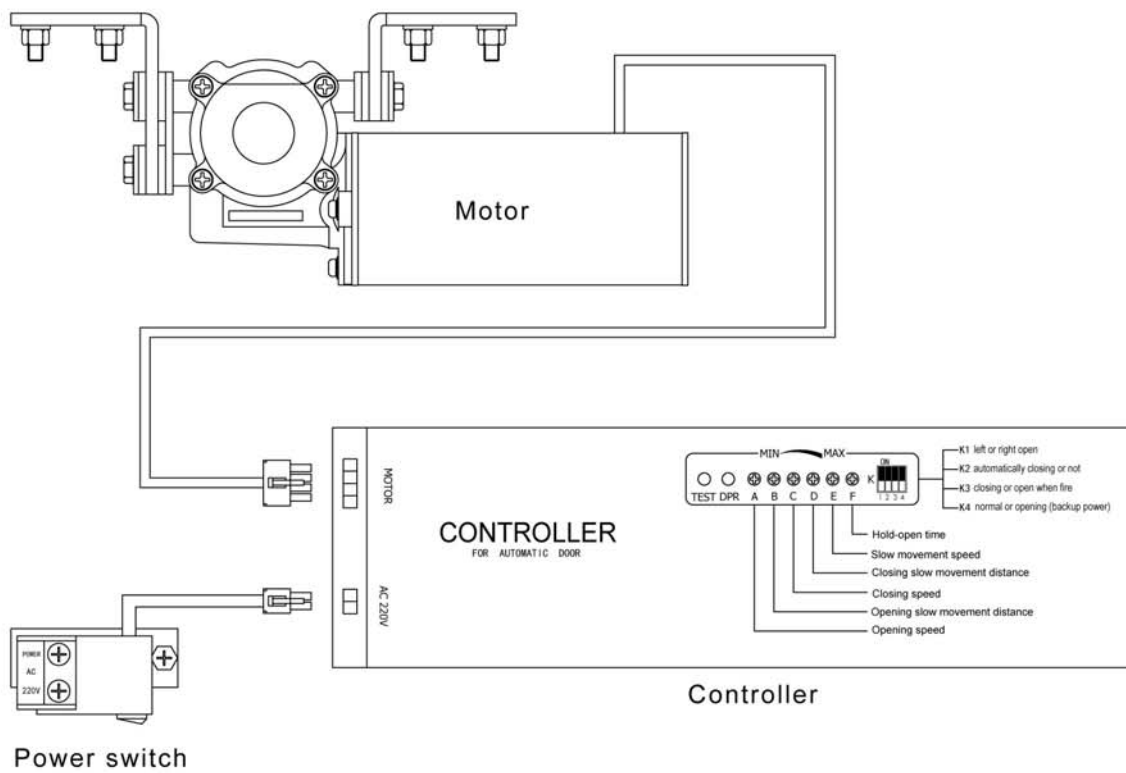 Motor
MOTOR
CONTROLLER
FOR AUTOMATIC DOOR
AC 220V
MIN MAX
TEST DPR A B C D E F K
ON
1 2 3 4
K1 left or right open
K2 automatically closing or not
K3 closing or open when fire
K4 normal or opening (backup power)
Hold-open time
Slow movement speed
Closing slow movement distance
Closing speed
Opening slow movement distance
Opening speed
Controller
POWER
AC
220V
Power switch